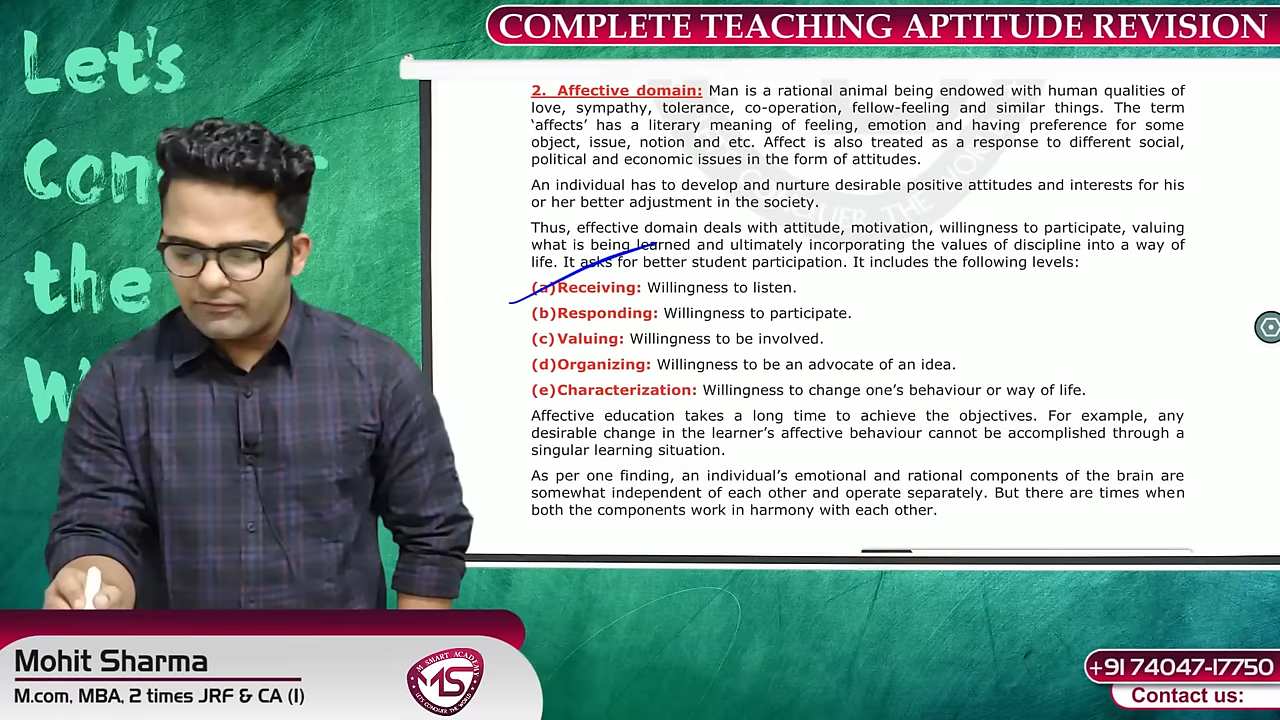 COMPLETE TEACHING APTITUDE REVISION
Let's
Con
the
W
2. Affective domain: Man is a rational animal being endowed with human qualities of
love, sympathy, tolerance, co-operation, fellow-feeling and similar things. The term
‘affects’ has a literary meaning of feeling, emotion and having preference for some
object, issue, notion and etc. Affect is also treated as a response to different social,
political and economic issues in the form of attitudes.
An individual has to develop and nurture desirable positive attitudes and interests for his
or her better adjustment in the society.
Thus, effective domain deals with attitude, motivation, willingness to participate, valuing
what is being learned and ultimately incorporating the values of discipline into a way of
life. It asks for better student participation. It includes the following levels:
(a)Receiving: Willingness to listen.
(b)Responding: Willingness to participate.
(c)Valuing: Willingness to be involved.
(d)Organizing: Willingness to be an advocate of an idea.
(e)Characterization: Willingness to change one’s behaviour or way of life.
Affective education takes a long time to achieve the objectives. For example, any
desirable change in the learner’s affective behaviour cannot be accomplished through a
singular learning situation.
As per one finding, an individual’s emotional and rational components of the brain are
somewhat independent of each other and operate separately. But there are times when
both the components work in harmony with each other.
CONQUER THE WO
Mohit Sharma
M.com, MBA, 2 times JRF & CA (I)
M SMART ACADEMY
MS
LETS CONQUER THE WORLD
+91 74047-17750
Contact us: